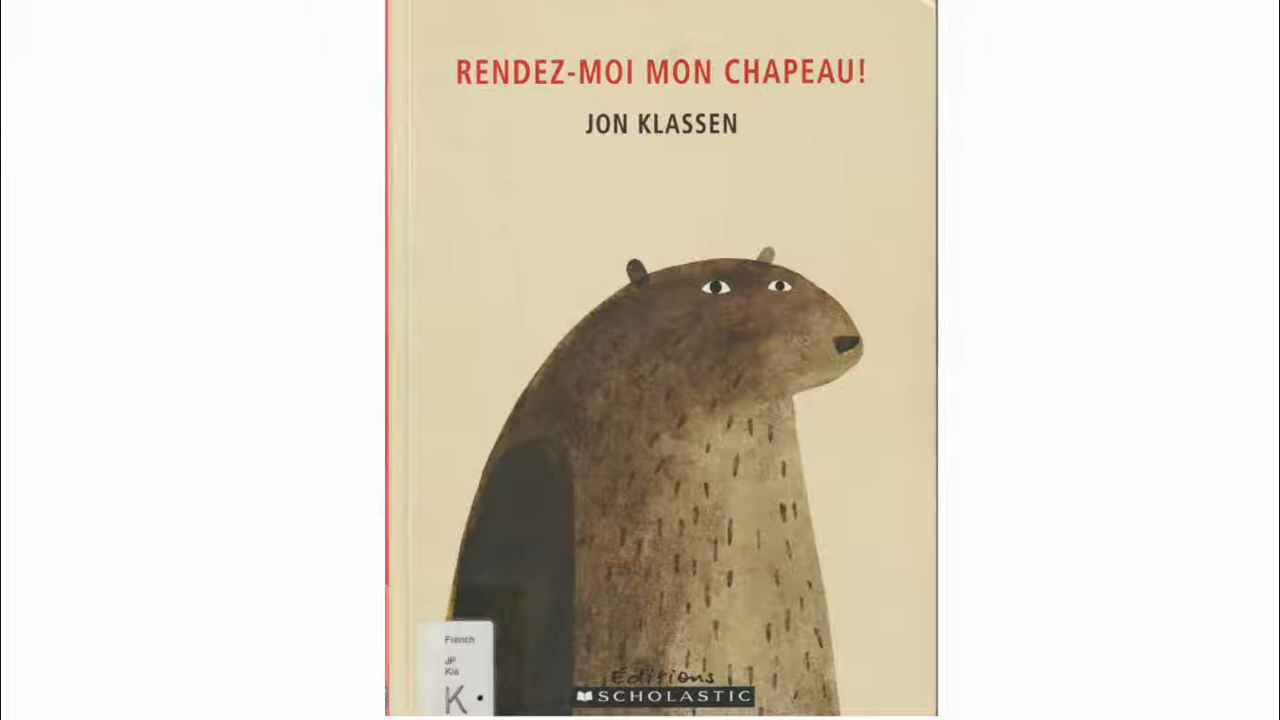 RENDEZ-MOI MON CHAPEAU!
JON KLASSEN
French
JP
Kla
K
Éditions
SCHOLASTIC